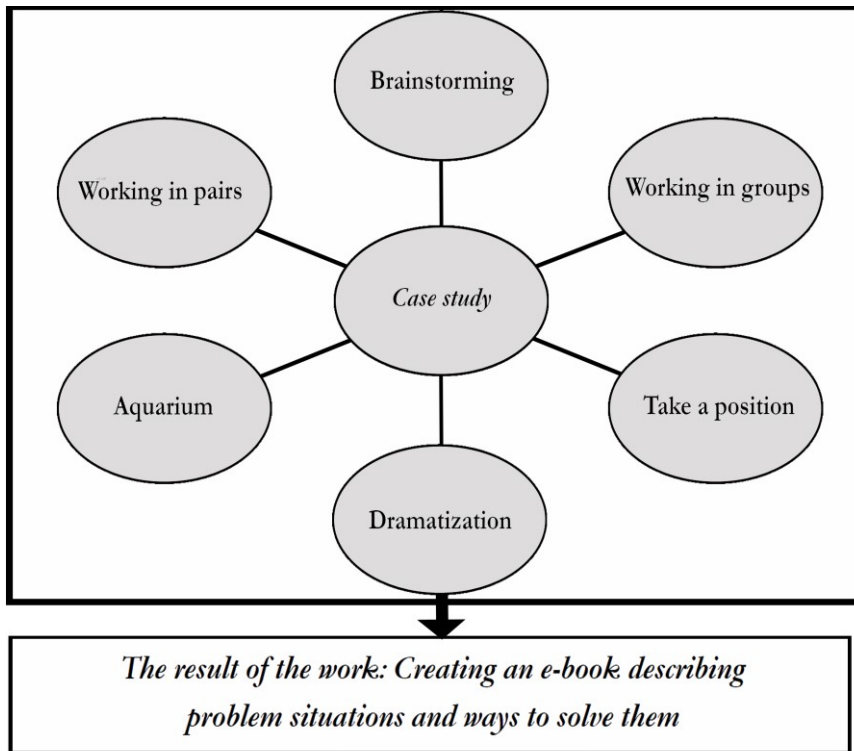 Brainstorming
Working in pairs
Working in groups
Case study
Aquarium
Take a position
Dramatization
The result of the work: Creating an e-book describing
problem situations and ways to solve them